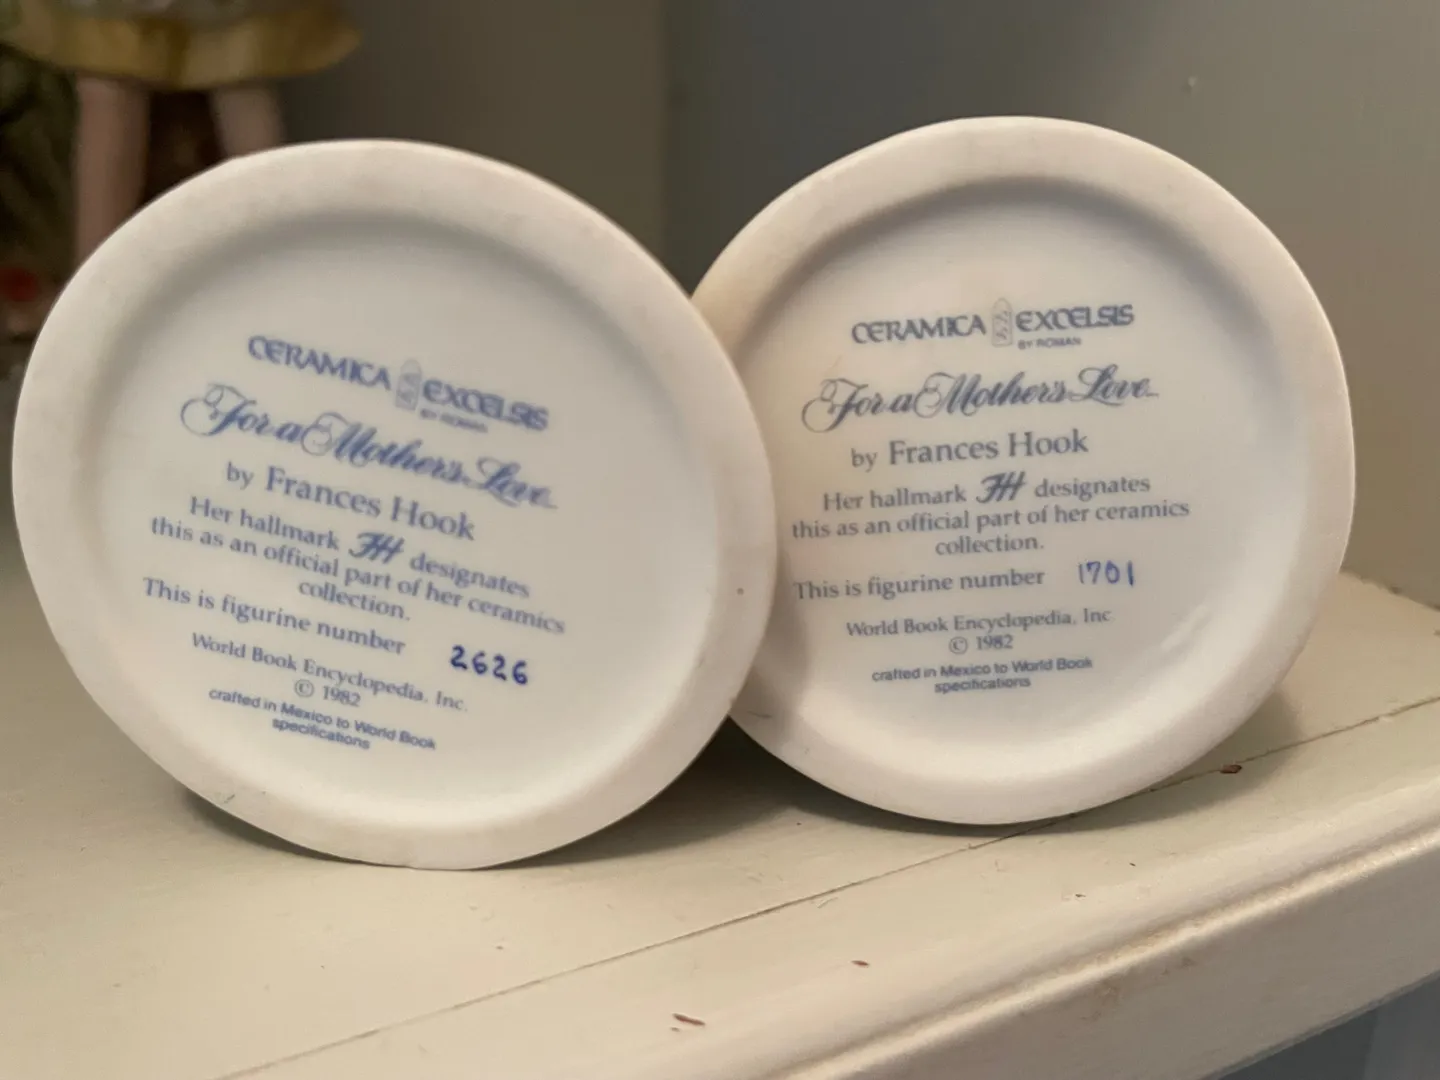 CERAMICA EXCELSIS
BY ROMAN
For a Mother's Love
by Frances Hook
Her hallmark FH designates
this as an official part of her ceramics
collection.
This is figurine number 2626
World Book Encyclopedia, Inc.
© 1982
crafted in Mexico to World Book
specifications
CERAMICA EXCELSIS
BY ROMAN
For a Mother's Love
by Frances Hook
Her hallmark FH designates
this as an official part of her ceramics
collection.
This is figurine number 1701
World Book Encyclopedia, Inc
© 1982
crafted in Mexico to World Book
specifications